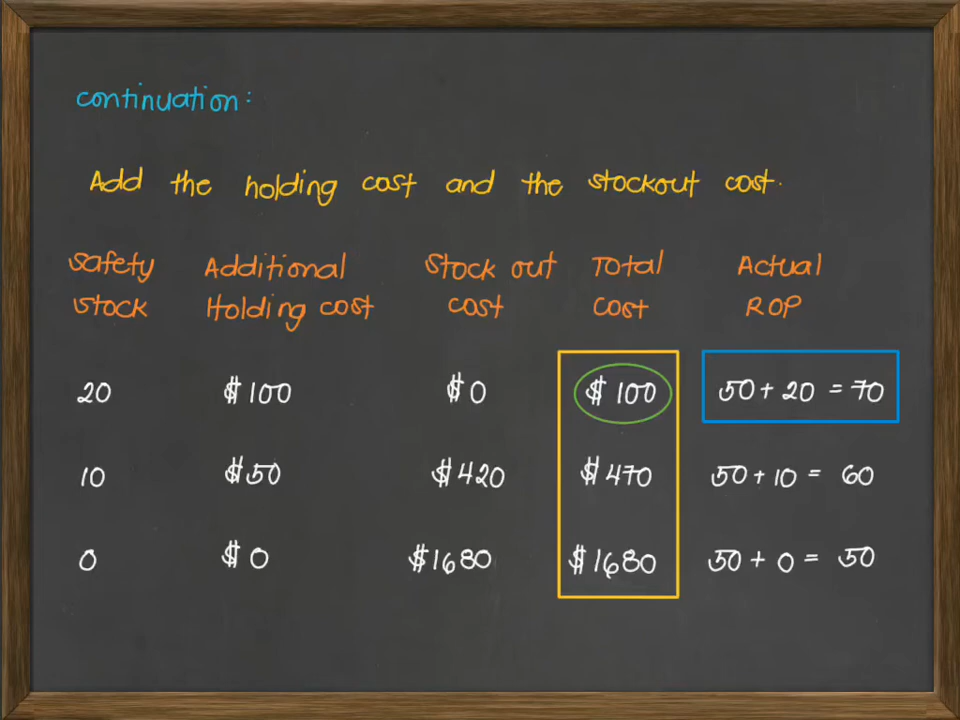 continuation:
Add the holding cost and the stockout cost.
Safety stock
Additional Holding cost
Stock out cost
Total Cost
Actual ROP
20 $100 $0 $100 50 + 20 = 70
10 $50 $420 $470 50 + 10 = 60
0 $0 $1680 $1680 50 + 0 = 50